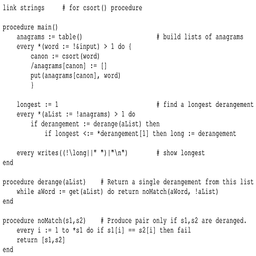 link strings     # for csort() procedure

procedure main()
    anagrams := table()                     # build lists of anagrams
    every *(word := !&input) > 1 do {
        canon := csort(word)
        /anagrams[canon] := []
        put(anagrams[canon], word)
        }

    longest := 1                            # find a longest derangement
    every *(aList := !anagrams) > 1 do
        if derangement := derange(aList) then
            if longest <:= *derangement[1] then long := derangement

    every writes((!\long||" ")|"\n")        # show longest
end

procedure derange(aList)    # Return a single derangement from this list
    while aWord := get(aList) do return noMatch(aWord, !aList)
end

procedure noMatch(s1,s2)    # Produce pair only if s1,s2 are deranged.
    every i := 1 to *s1 do if s1[i] == s2[i] then fail
    return [s1,s2]
end